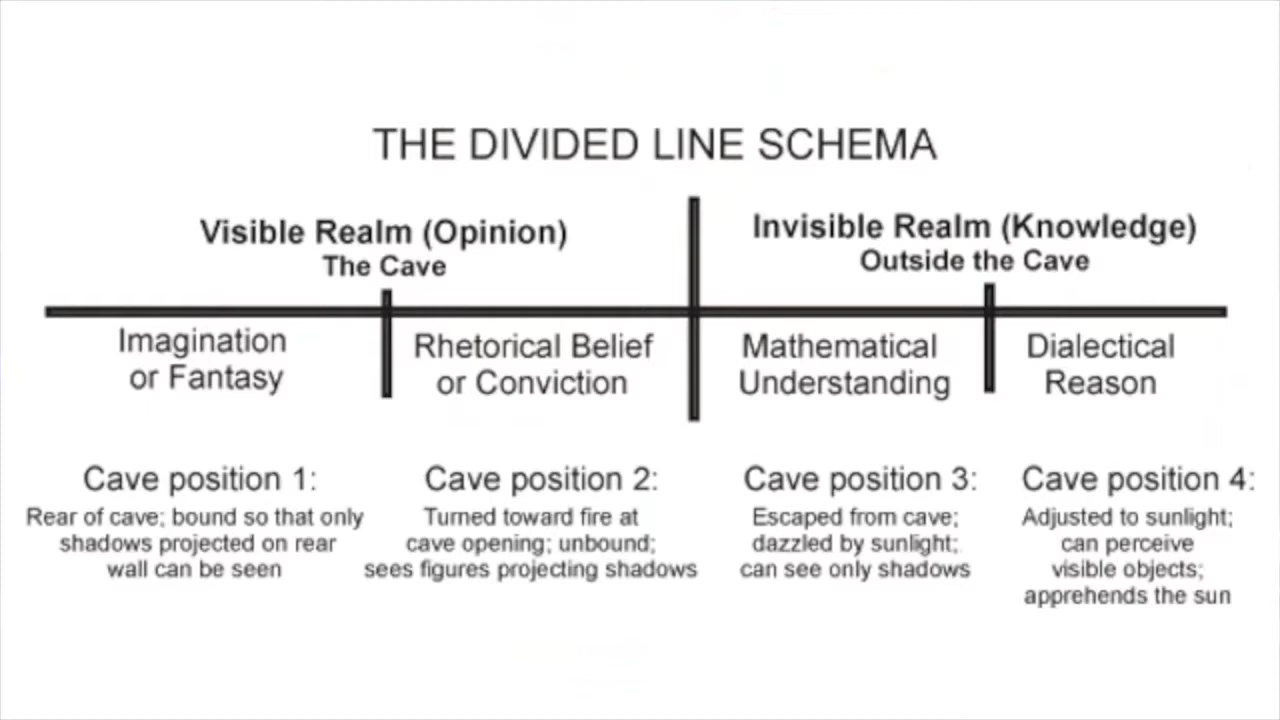 THE DIVIDED LINE SCHEMA
Visible Realm (Opinion)
The Cave
Invisible Realm (Knowledge)
Outside the Cave
Imagination
or Fantasy
Rhetorical Belief
or Conviction
Mathematical
Understanding
Dialectical
Reason
Cave position 1:
Rear of cave; bound so that only
shadows projected on rear
wall can be seen
Cave position 2:
Turned toward fire at
cave opening; unbound;
sees figures projecting shadows
Cave position 3:
Escaped from cave;
dazzled by sunlight;
can see only shadows
Cave position 4:
Adjusted to sunlight;
can perceive
visible objects;
apprehends the sun